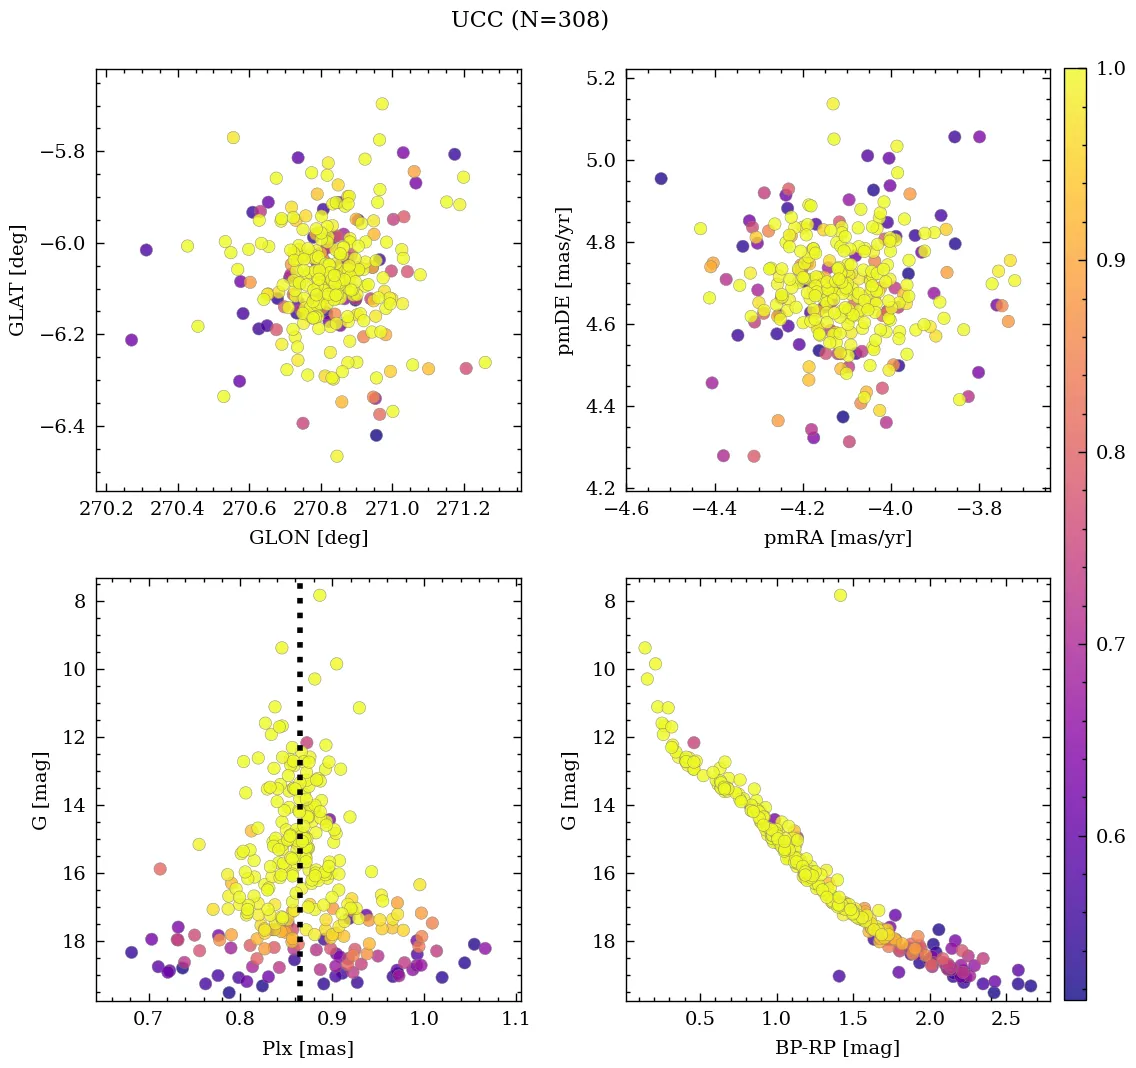 UCC (N=308)
−5.8
−6.0
−6.2
−6.4
GLAT [deg]
270.2 270.4 270.6 270.8 271.0 271.2
GLON [deg]
5.2
5.0
4.8
4.6
4.4
4.2
pmDE [mas/yr]
−4.6 −4.4 −4.2 −4.0 −3.8
pmRA [mas/yr]
1.0
0.9
0.8
0.7
0.6
8
10
12
14
16
18
G [mag]
0.7 0.8 0.9 1.0 1.1
Plx [mas]
8
10
12
14
16
18
G [mag]
0.5 1.0 1.5 2.0 2.5
BP-RP [mag]